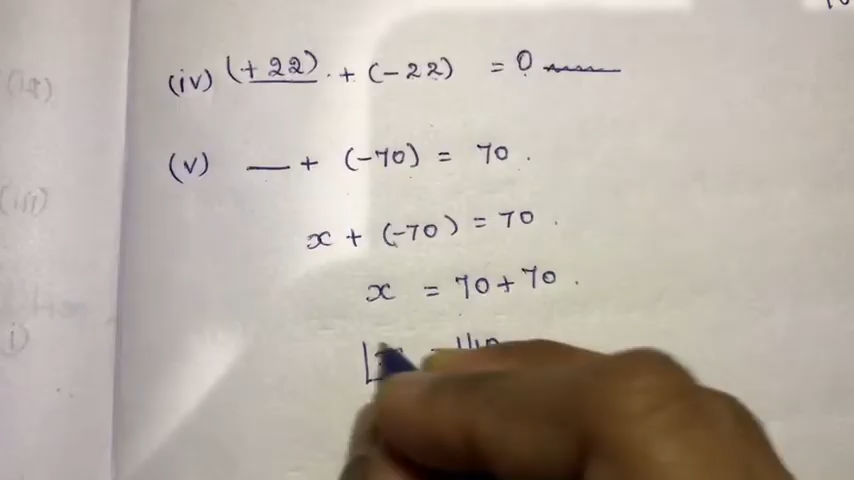 (iv) (+22) + (-22) = 0
(v) __ + (-70) = 70.
x + (-70) = 70.
x = 70+70.